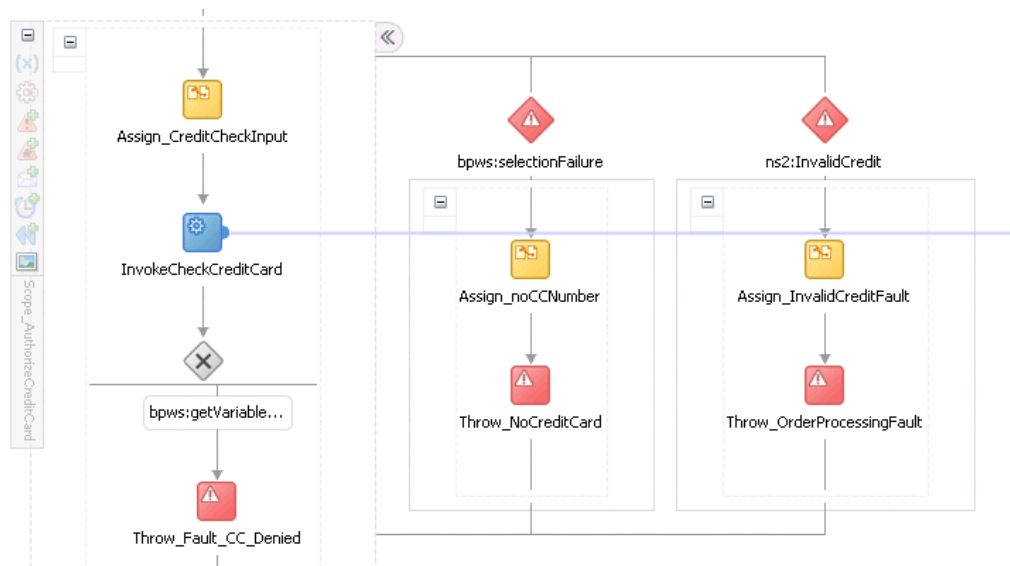 Assign_CreditCheckInput
bpws:selectionFailure
ns2:InvalidCredit
InvokeCheckCreditCard
Assign_noCCNumber
Assign_InvalidCreditFault
Scope_AuthorizeCreditCard
bpws:getVariable...
Throw_NoCreditCard
Throw_OrderProcessingFault
Throw_Fault_CC_Denied